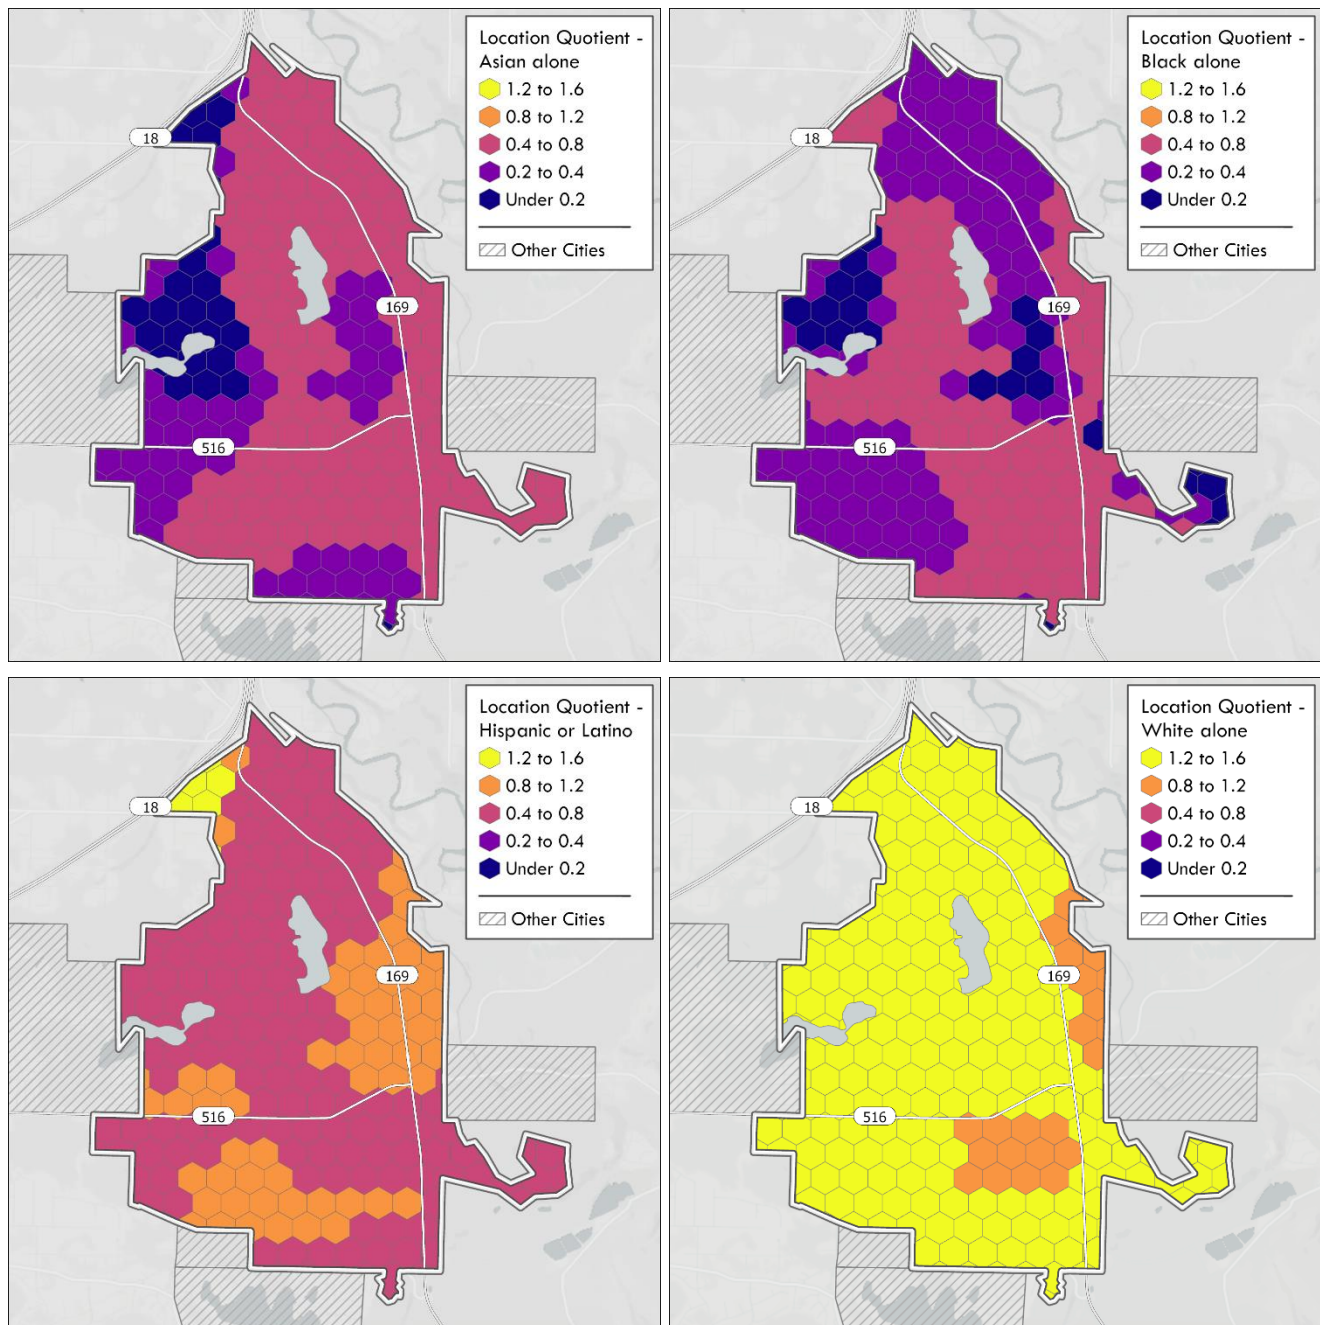 Location Quotient -
Asian alone
1.2 to 1.6
0.8 to 1.2
0.4 to 0.8
0.2 to 0.4
Under 0.2
Other Cities
18
169
516
Location Quotient -
Black alone
1.2 to 1.6
0.8 to 1.2
0.4 to 0.8
0.2 to 0.4
Under 0.2
Other Cities
18
169
516
Location Quotient -
Hispanic or Latino
1.2 to 1.6
0.8 to 1.2
0.4 to 0.8
0.2 to 0.4
Under 0.2
Other Cities
18
169
516
Location Quotient -
White alone
1.2 to 1.6
0.8 to 1.2
0.4 to 0.8
0.2 to 0.4
Under 0.2
Other Cities
18
169
516